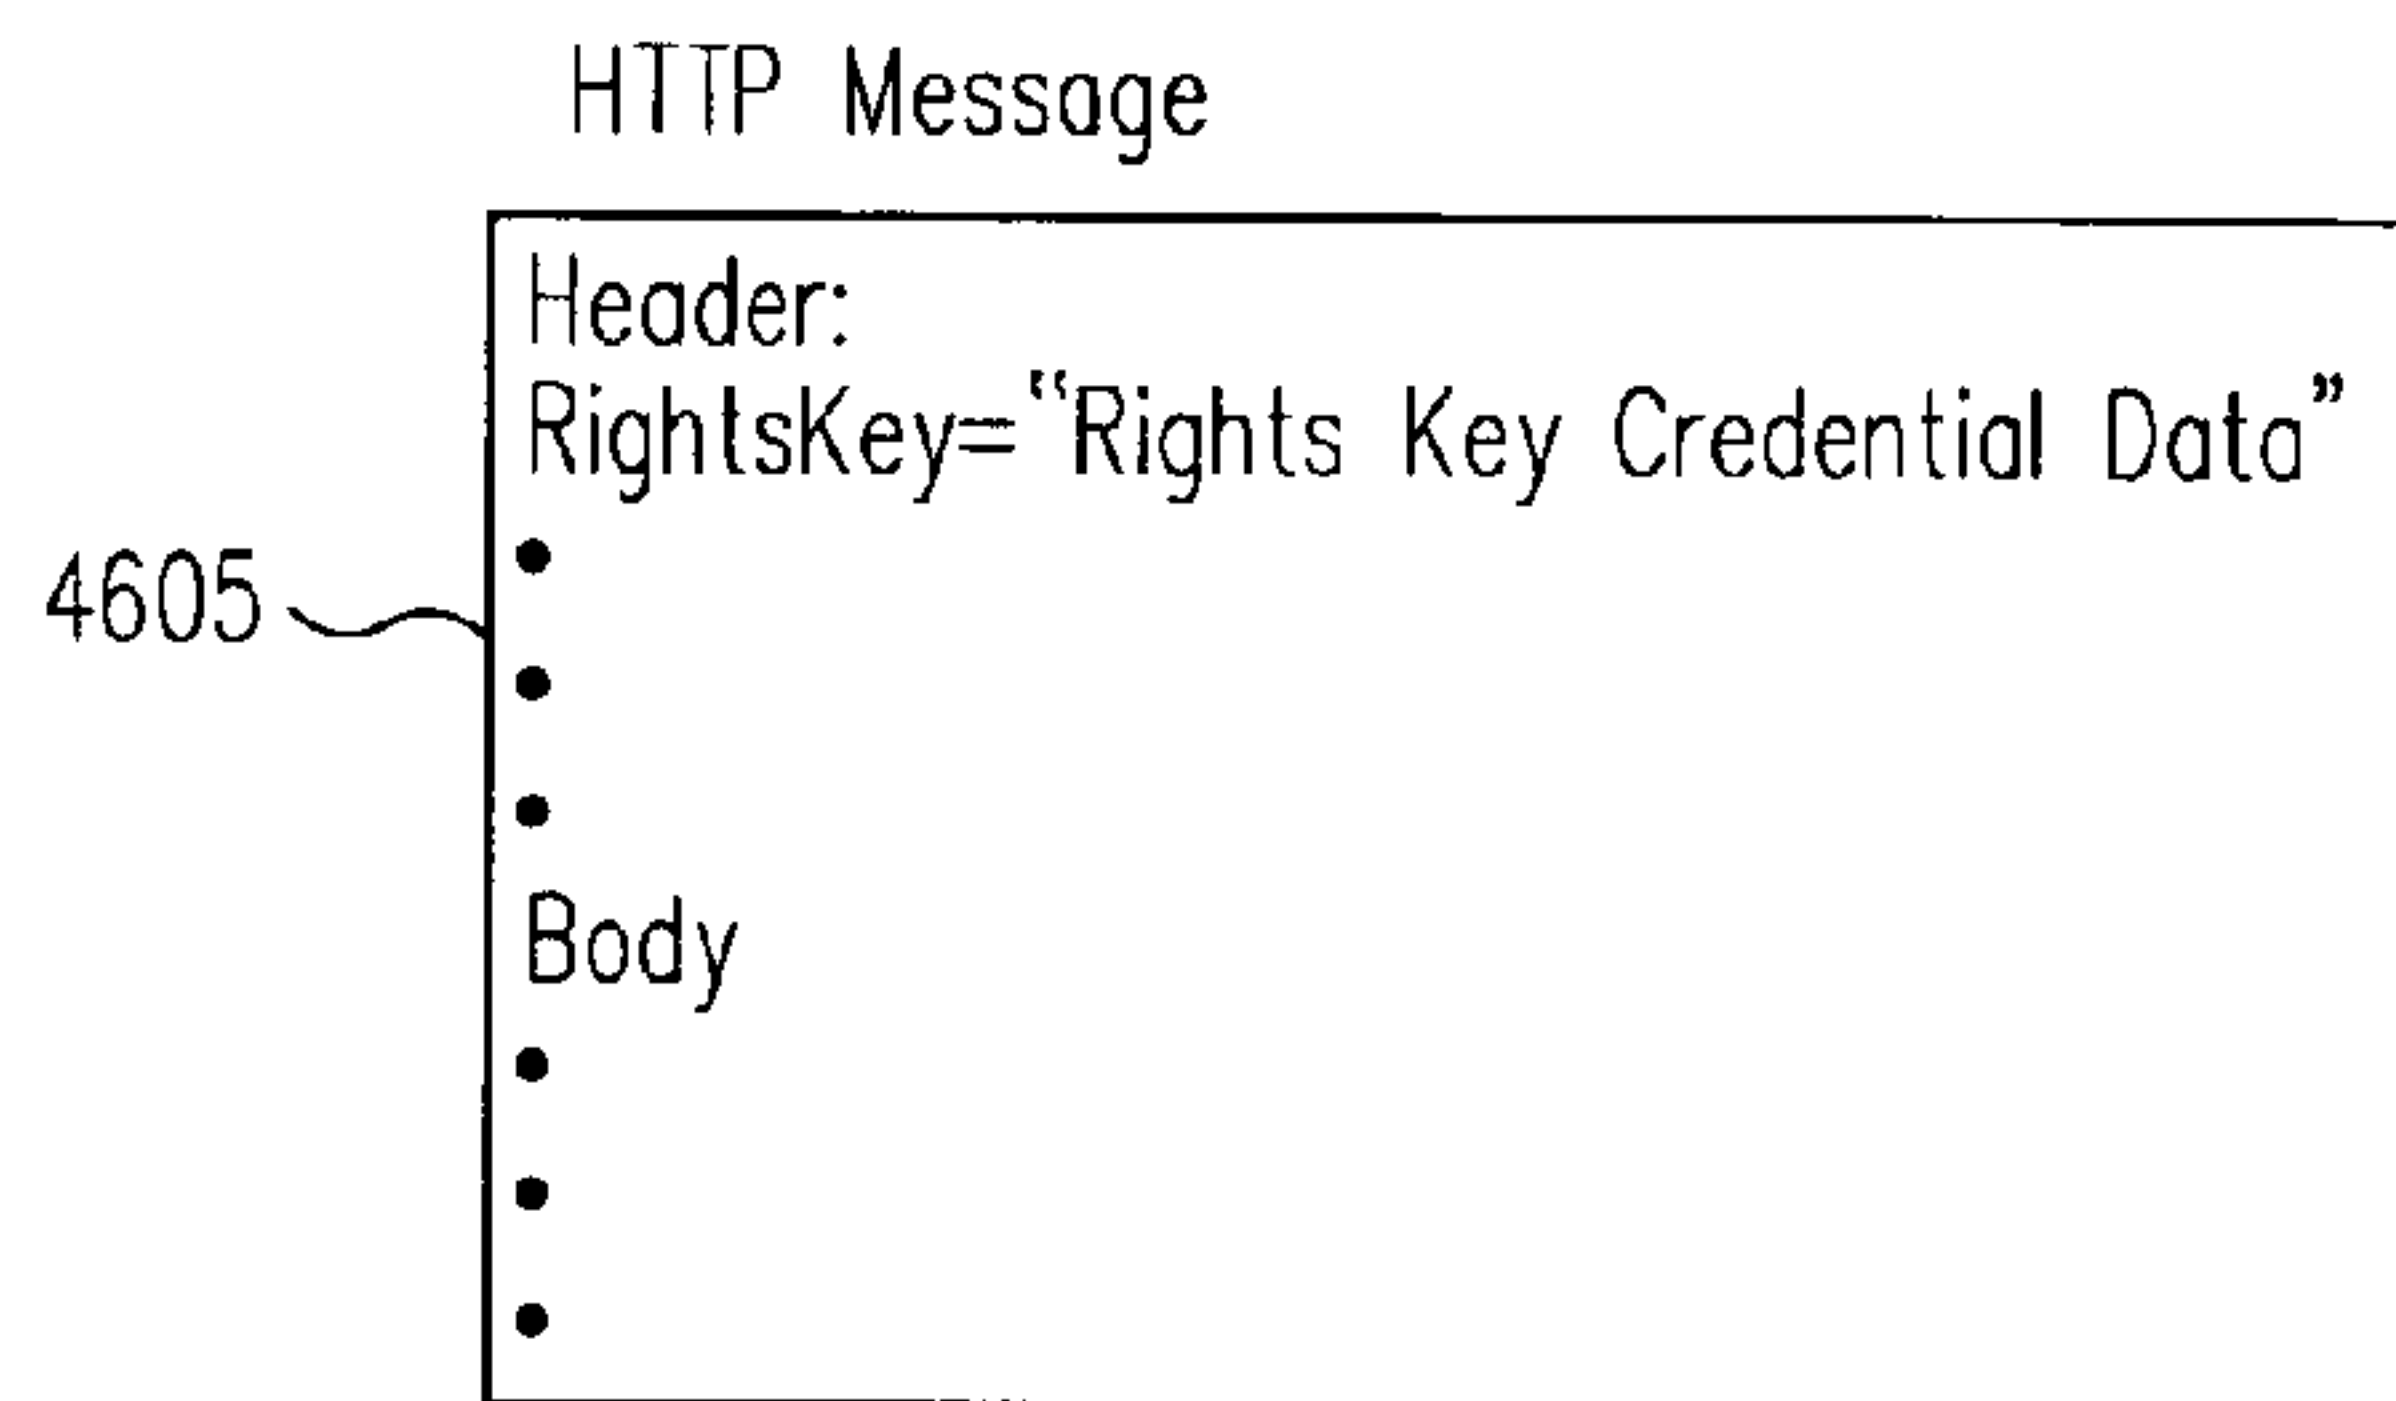 HTTP Message
Header:
RightsKey=“Rights Key Credential Data”
4605
Body